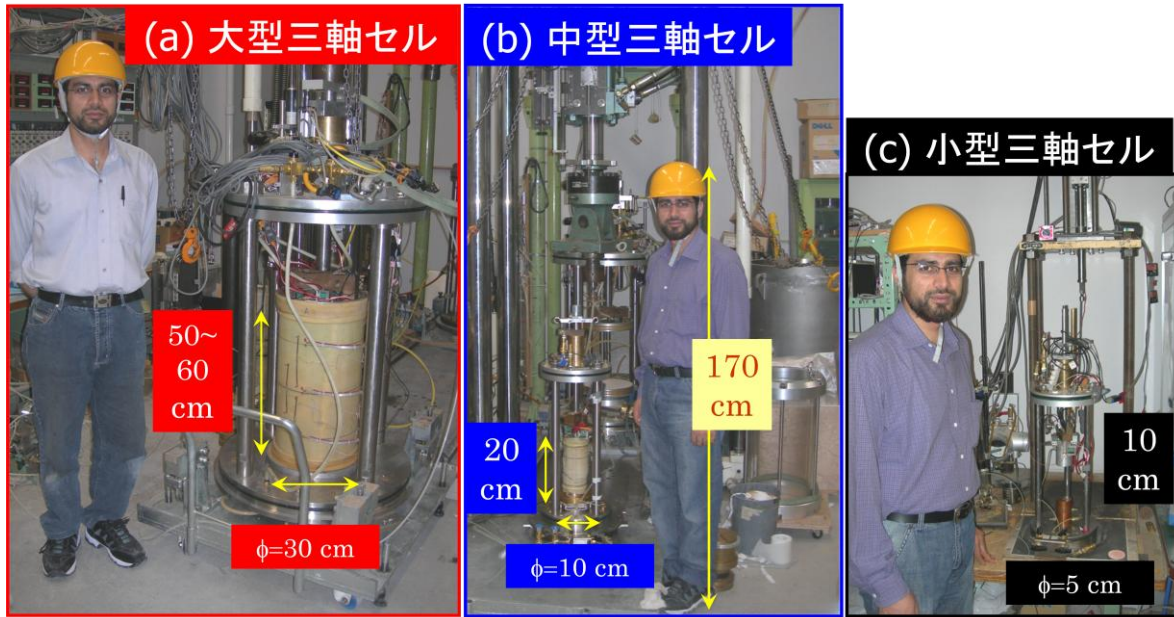 (a) 大型三軸セル
50~
60
cm
ϕ=30 cm
(b) 中型三軸セル
DELL
170
cm
20
cm
ϕ=10 cm
(c) 小型三軸セル
10
cm
ϕ=5 cm